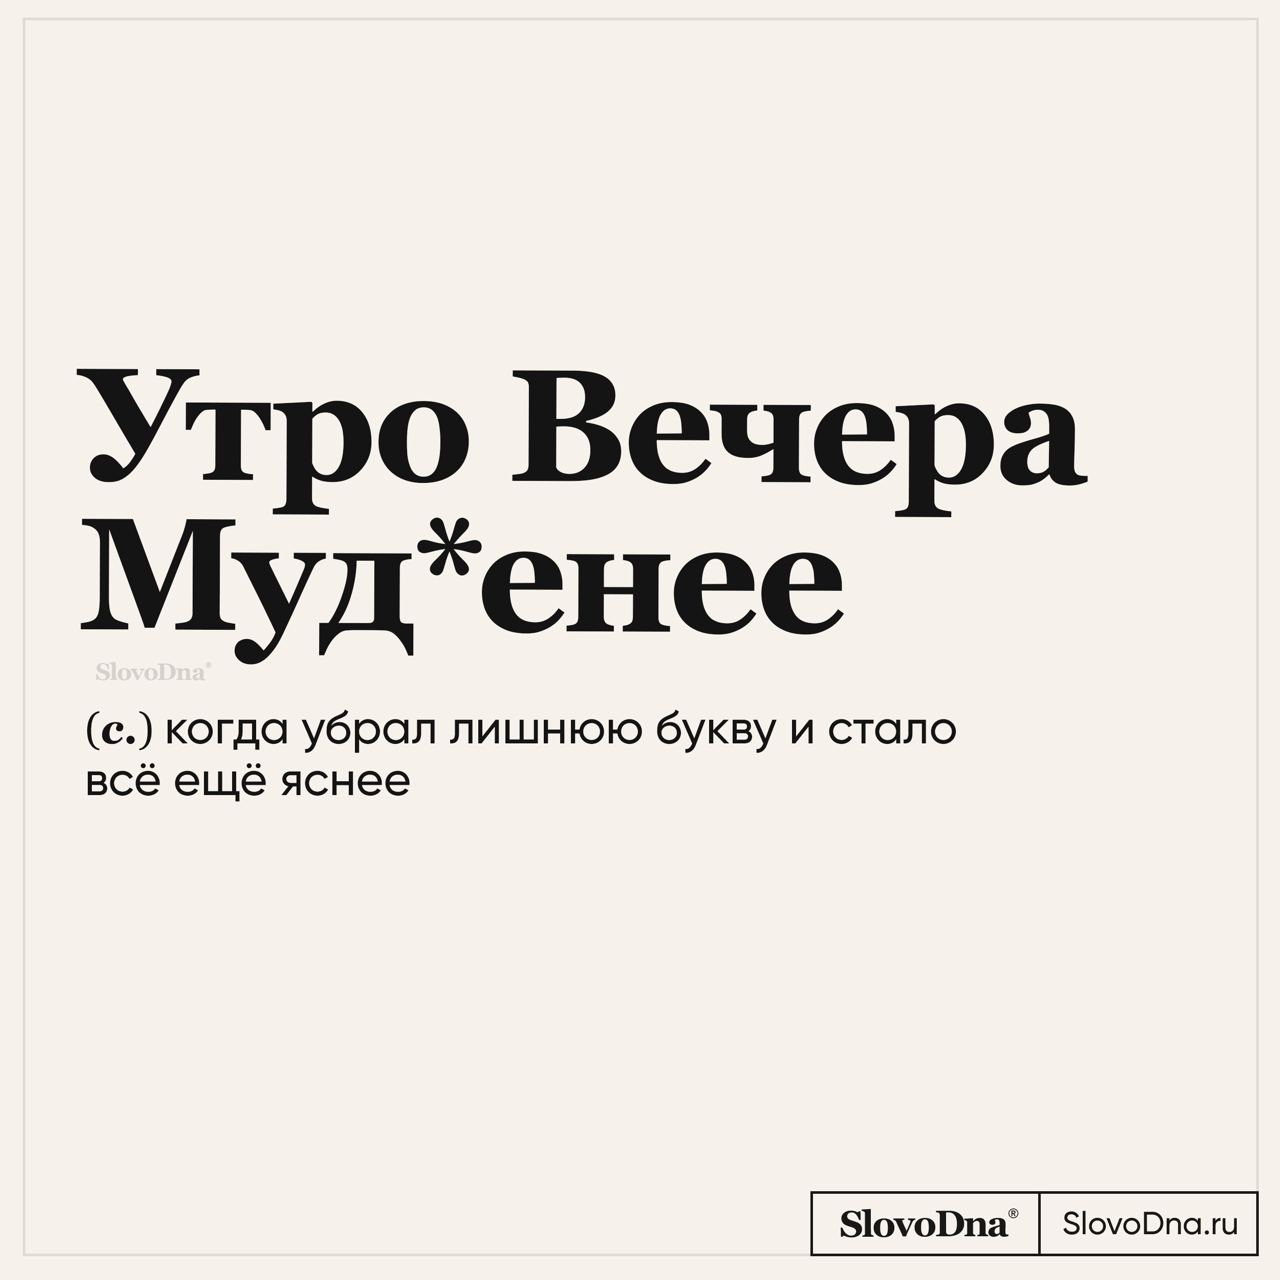 Утро Вечера
Муд*енее
SlovoDna®
(с.) когда убрал лишнюю букву и стало
всё ещё яснее
SlovoDna® SlovoDna.ru